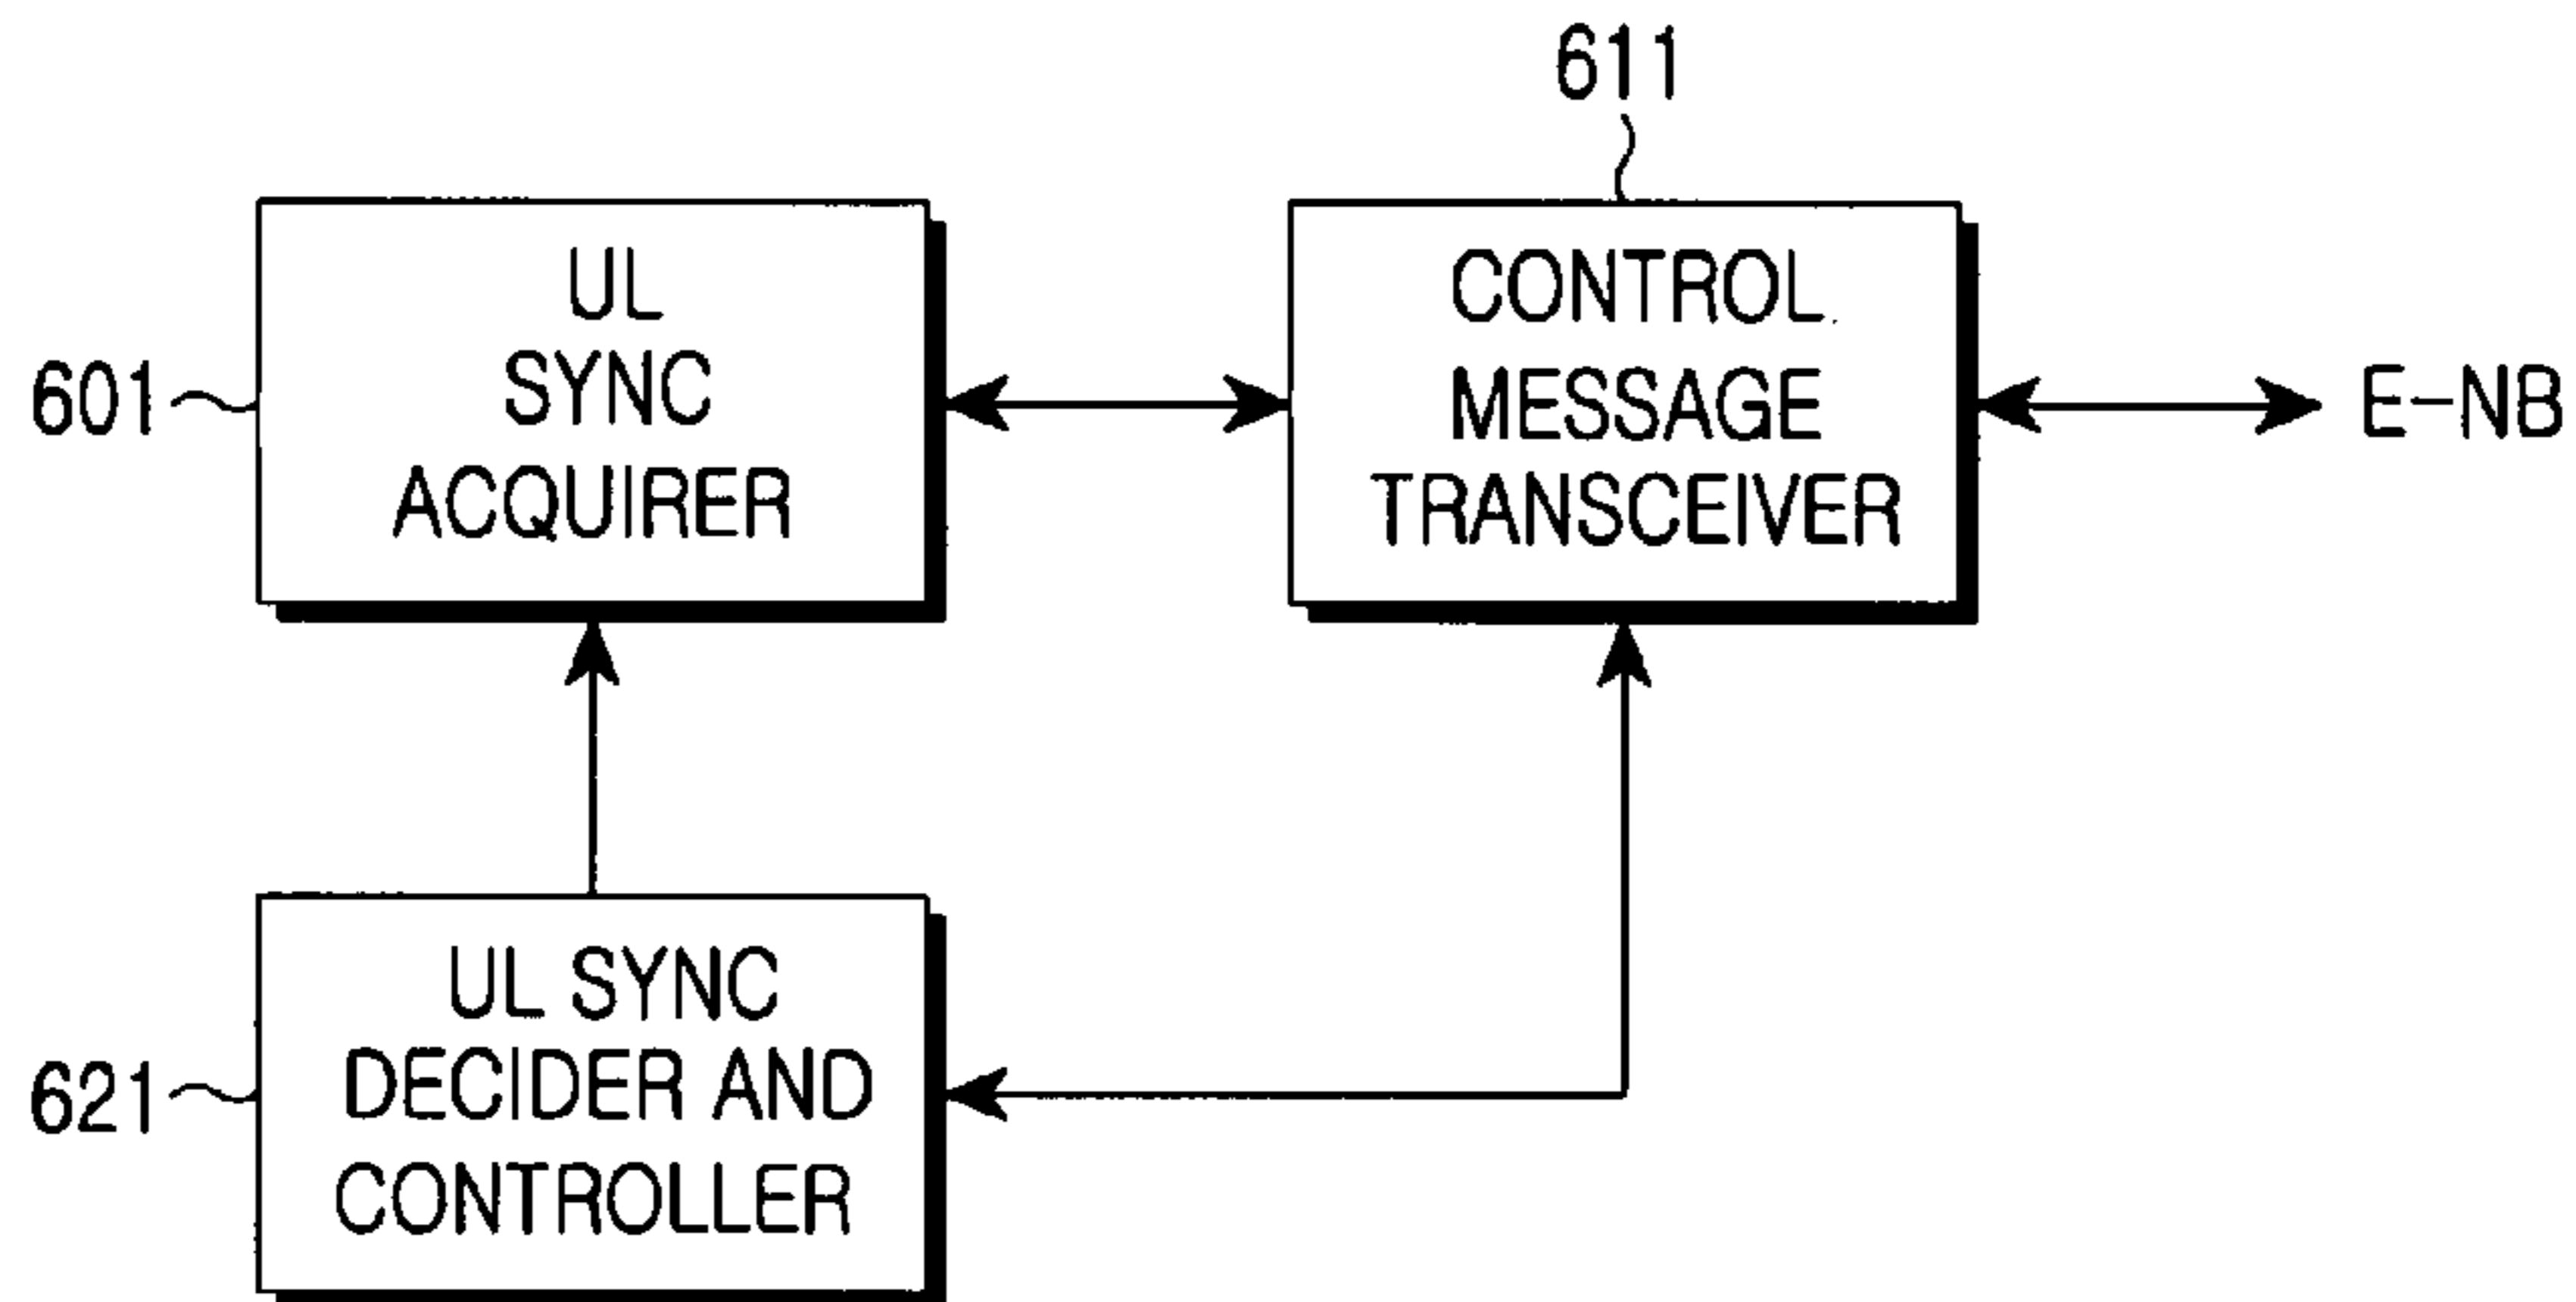 611
UL
SYNC
ACQUIRER
601
CONTROL
MESSAGE
TRANSCEIVER
E-NB
UL SYNC
DECIDER AND
CONTROLLER
621